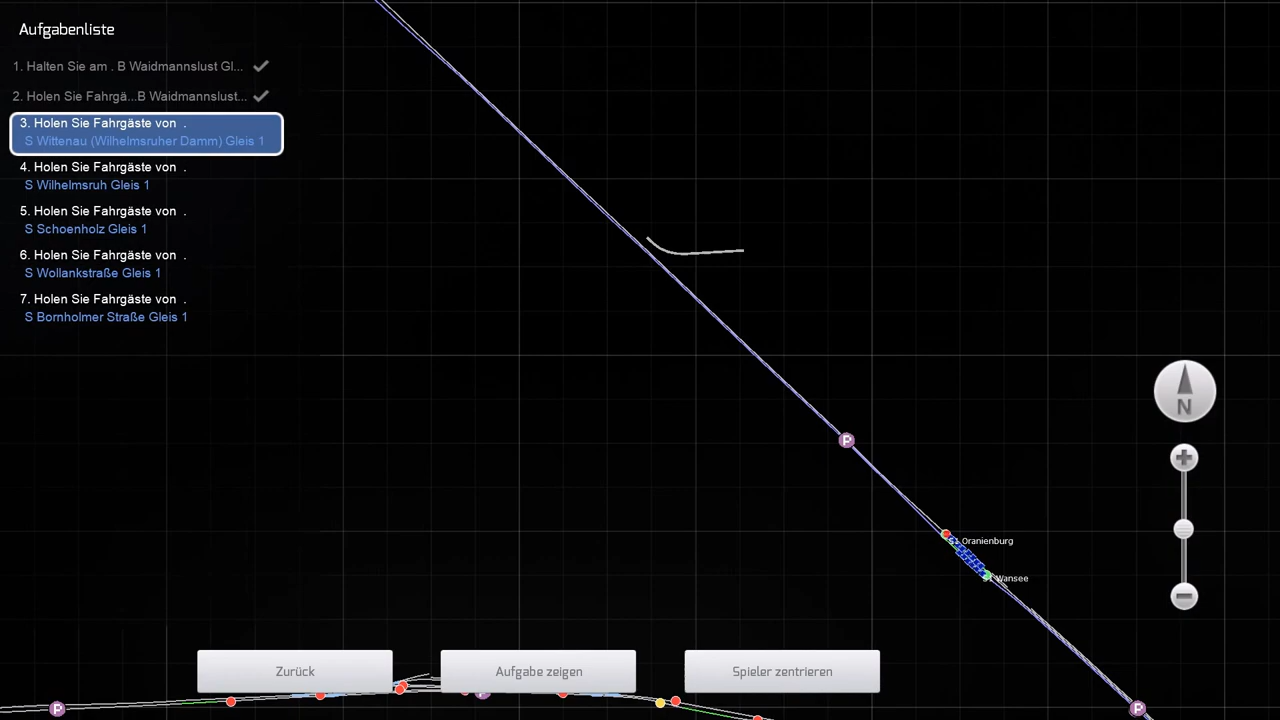 Aufgabenliste
1. Halten Sie am . B Waidmannslust Gl...
2. Holen Sie Fahrgä...B Waidmannslust...
3. Holen Sie Fahrgäste von .
S Wittenau (Wilhelmsruher Damm) Gleis 1
4. Holen Sie Fahrgäste von .
S Wilhelmsruh Gleis 1
5. Holen Sie Fahrgäste von .
S Schoenholz Gleis 1
6. Holen Sie Fahrgäste von .
S Wollankstraße Gleis 1
7. Holen Sie Fahrgäste von .
S Bornholmer Straße Gleis 1
N
P
S1 Oranienburg
S1 Wansee
Zurück
Aufgabe zeigen
Spieler zentrieren
P
P